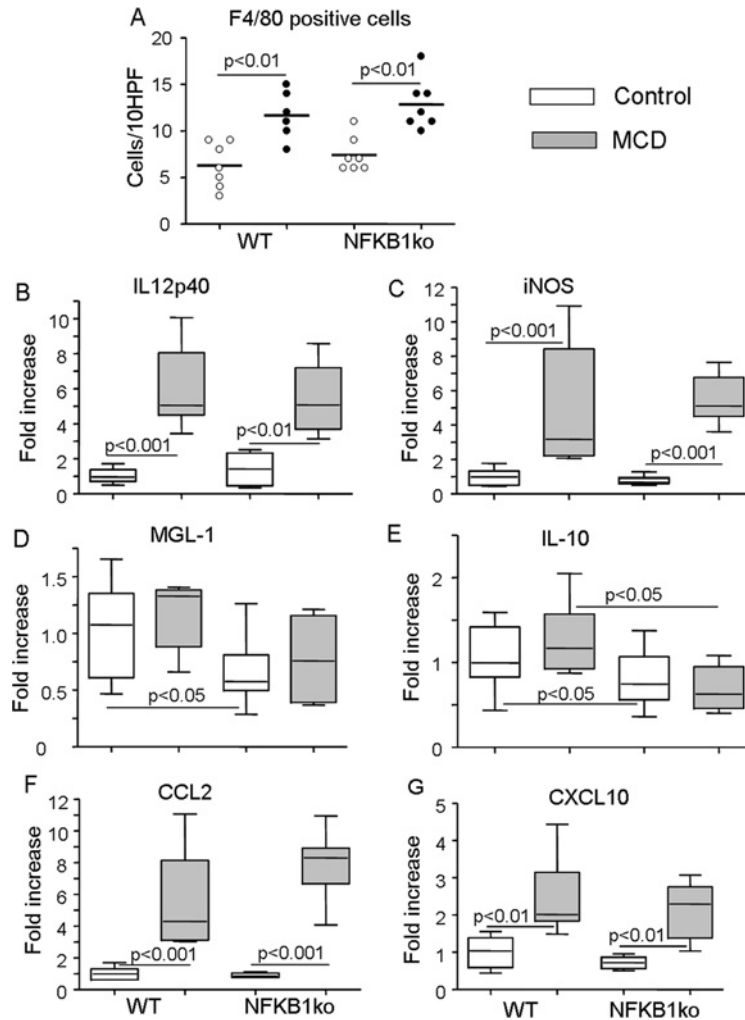 A F4/80 positive cells
20
15
10
5
0
Cells/10HPF
p<0.01
p<0.01
WT NFKB1ko
Control
MCD
B IL12p40
12
10
8
6
4
2
0
Fold increase
p<0.001
p<0.01
C iNOS
12
10
8
6
4
2
0
Fold increase
p<0.001
p<0.001
D MGL-1
1.5
1.0
0.5
0
Fold increase
p<0.05
E IL-10
2
1
0
Fold increase
p<0.05
p<0.05
F CCL2
12
10
8
6
4
2
0
Fold increase
p<0.001
p<0.001
WT NFKB1ko
G CXCL10
5
4
3
2
1
0
Fold increase
p<0.01
p<0.01
WT NFKB1ko